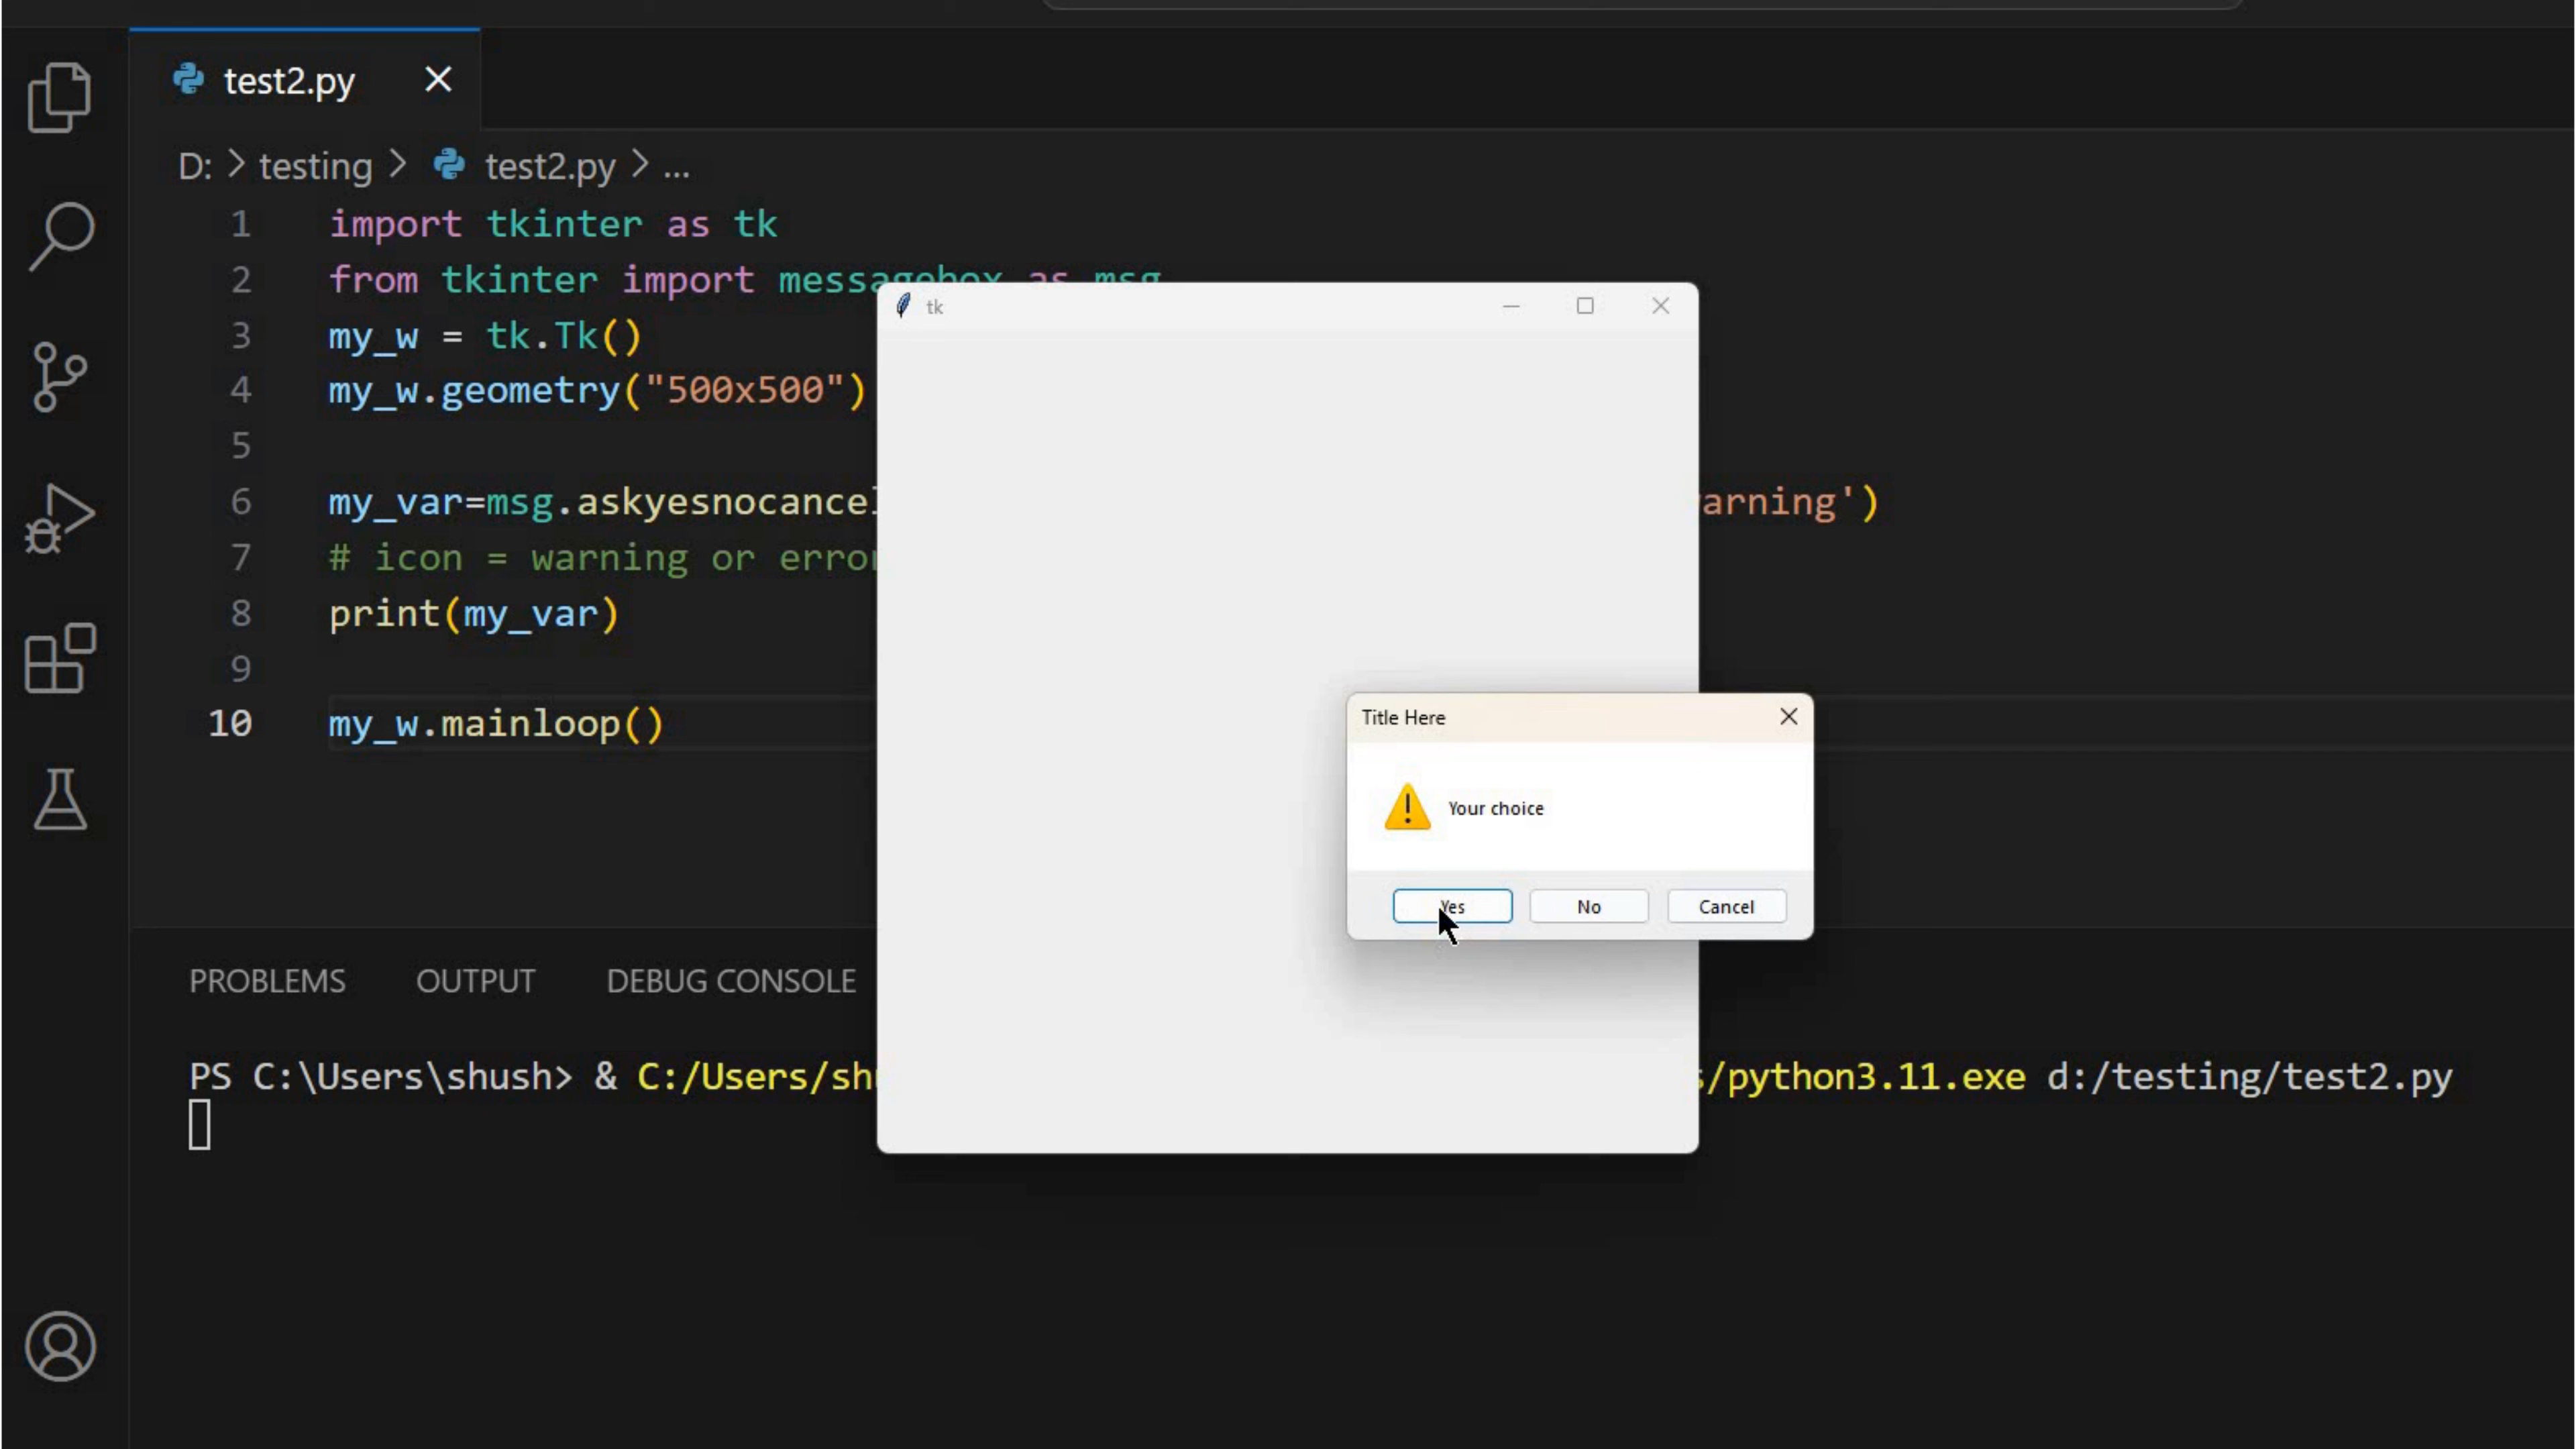 test2.py
D: > testing > test2.py > ...
1 import tkinter as tk
2 from tkinter import messagebox as msg
3 my_w = tk.Tk()
4 my_w.geometry("500x500")
5
6 my_var=msg.askyesnocancel arning')
7 # icon = warning or error
8 print(my_var)
9
10 my_w.mainloop()
tk
Title Here
Your choice
Yes No Cancel
PROBLEMS OUTPUT DEBUG CONSOLE
PS C:\Users\shush> & C:/Users/sh /python3.11.exe d:/testing/test2.py